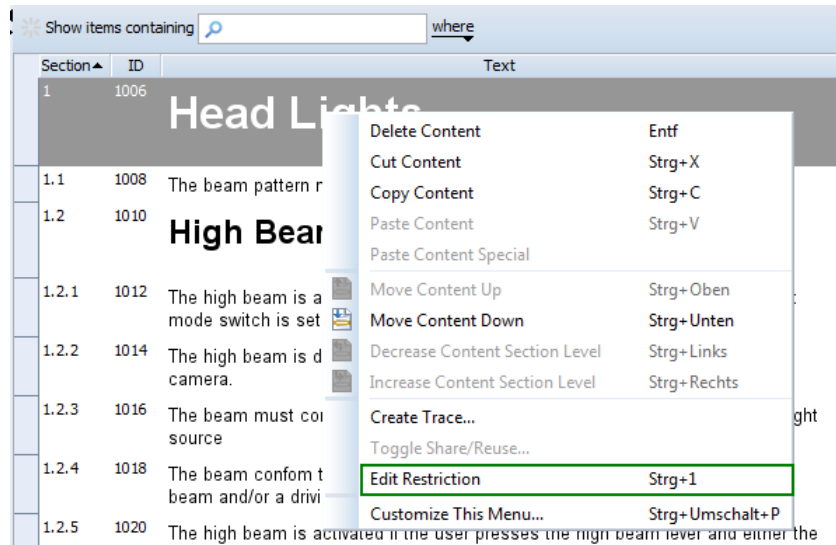 Show items containing where
Section ID Text
1 1006 Head Lights
Delete Content Entf
Cut Content Strg+X
1.1 1008 The beam pattern
Copy Content Strg+C
1.2 1010 High Bear
Paste Content Strg+V
Paste Content Special
1.2.1 1012 The high beam is a
Move Content Up Strg+Oben
mode switch is set
Move Content Down Strg+Unten
1.2.2 1014 The high beam is d
Decrease Content Section Level Strg+Links
camera.
Increase Content Section Level Strg+Rechts
1.2.3 1016 The beam must
Create Trace... ght
source
Toggle Share/Reuse...
1.2.4 1018 The beam confom t
Edit Restriction Strg+1
beam and/or a drivi
Customize This Menu... Strg+Umschalt+P
1.2.5 1020 The high beam is activated if the user presses the high beam lever and either the